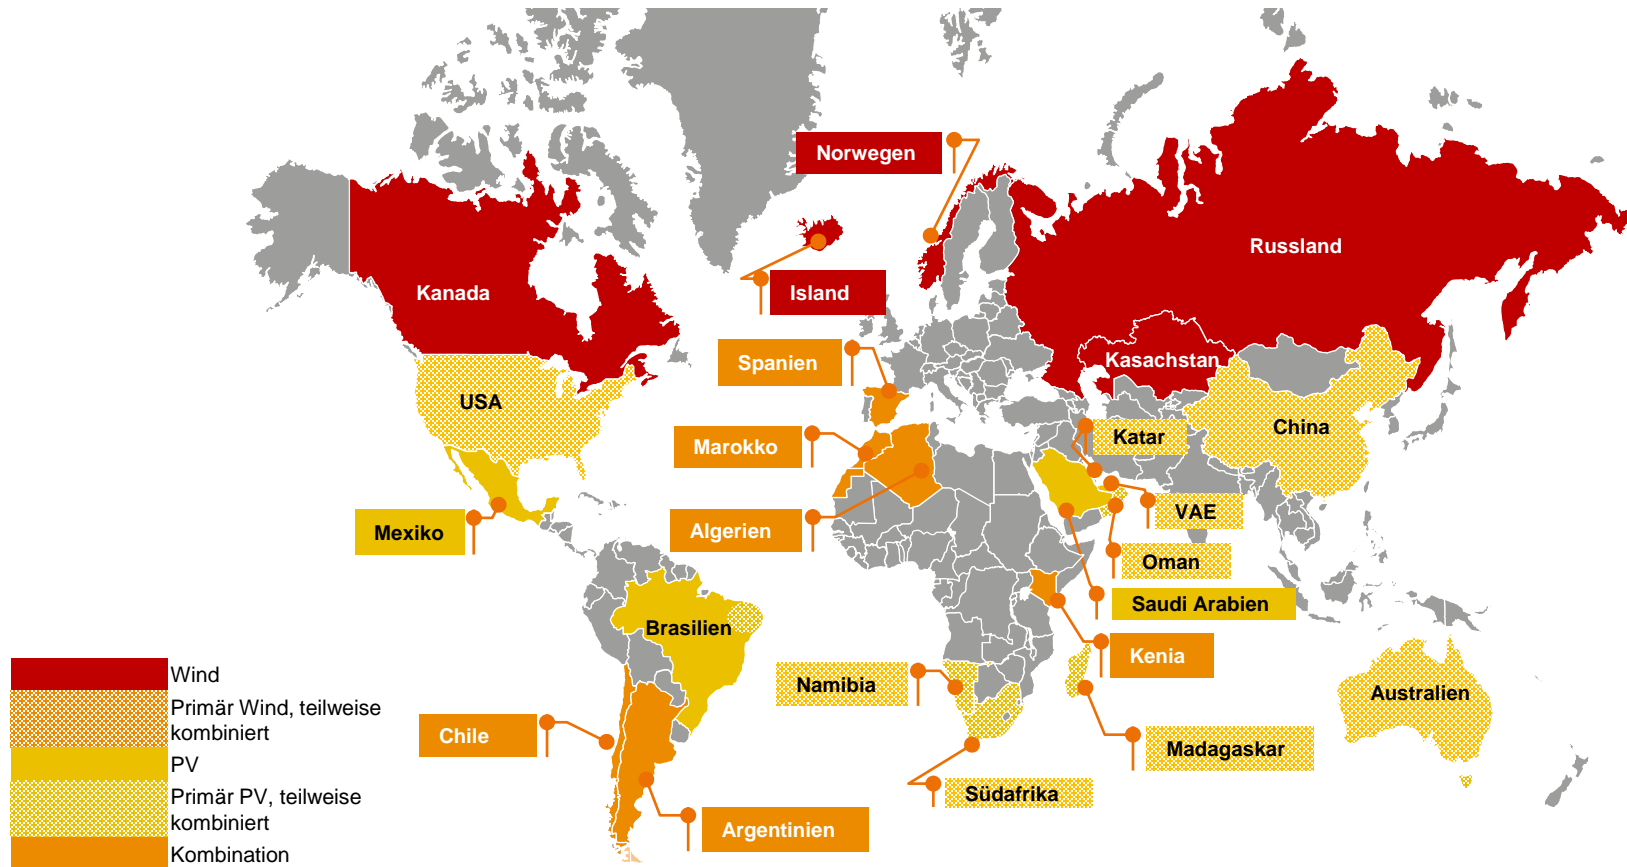 Norwegen
Russland
Kanada
Island
Kasachstan
Spanien
USA
China
Katar
Marokko
VAE
Mexiko
Algerien
Oman
Saudi Arabien
Brasilien
Kenia
Namibia
Australien
Chile
Madagaskar
Südafrika
Argentinien
Wind
Primär Wind, teilweise
kombiniert
PV
Primär PV, teilweise
kombiniert
Kombination